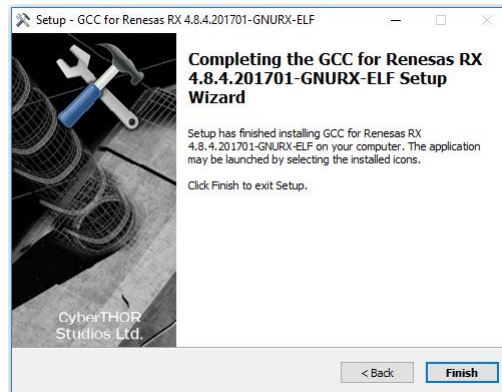 Setup - GCC for Renesas RX 4.8.4.201701-GNURX-ELF
Completing the GCC for Renesas RX
4.8.4.201701-GNURX-ELF Setup
Wizard
Setup has finished installing GCC for Renesas RX
4.8.4.201701-GNURX-ELF on your computer. The application
may be launched by selecting the installed icons.
Click Finish to exit Setup.
CyberTHOR
Studios Ltd.
< Back
Finish